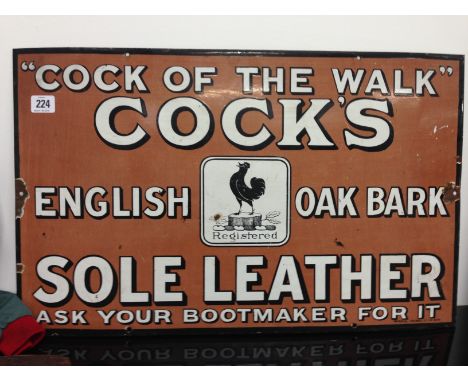 "COCK OF THE WALK"
224
COCK'S
ENGLISH OAK BARK
Registered
SOLE LEATHER
ASK YOUR BOOTMAKER FOR IT